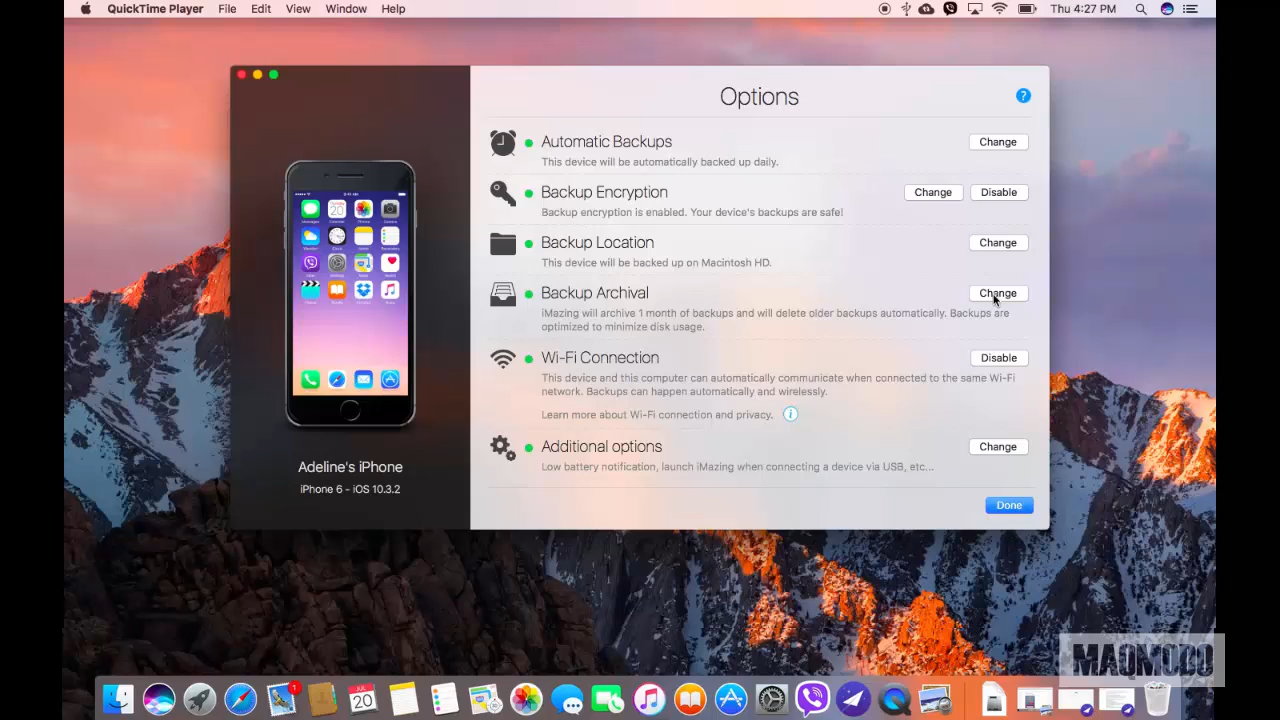 QuickTime Player File Edit View Window Help Thu 4:27 PM
Options
?
Automatic Backups
Change
This device will be automatically backed up daily.
Backup Encryption
Change Disable
Backup encryption is enabled. Your device's backups are safe!
Backup Location
Change
This device will be backed up on Macintosh HD.
Backup Archival
Change
iMazing will archive 1 month of backups and will delete older backups automatically. Backups are
optimized to minimize disk usage.
Wi-Fi Connection
Disable
This device and this computer can automatically communicate when connected to the same Wi-Fi
network. Backups can happen automatically and wirelessly.
Learn more about Wi-Fi connection and privacy. i
Additional options
Change
Low battery notification, launch iMazing when connecting a device via USB, etc...
Done
Adeline's iPhone
iPhone 6 - iOS 10.3.2
MAQMODO
1
JUL
20